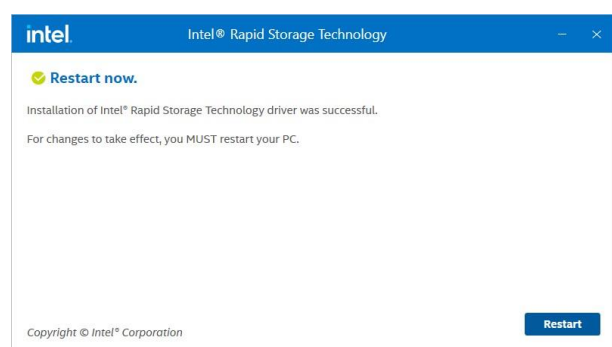 intel.
Intel® Rapid Storage Technology
Restart now.
Installation of Intel® Rapid Storage Technology driver was successful.
For changes to take effect, you MUST restart your PC.
Restart
Copyright © Intel® Corporation